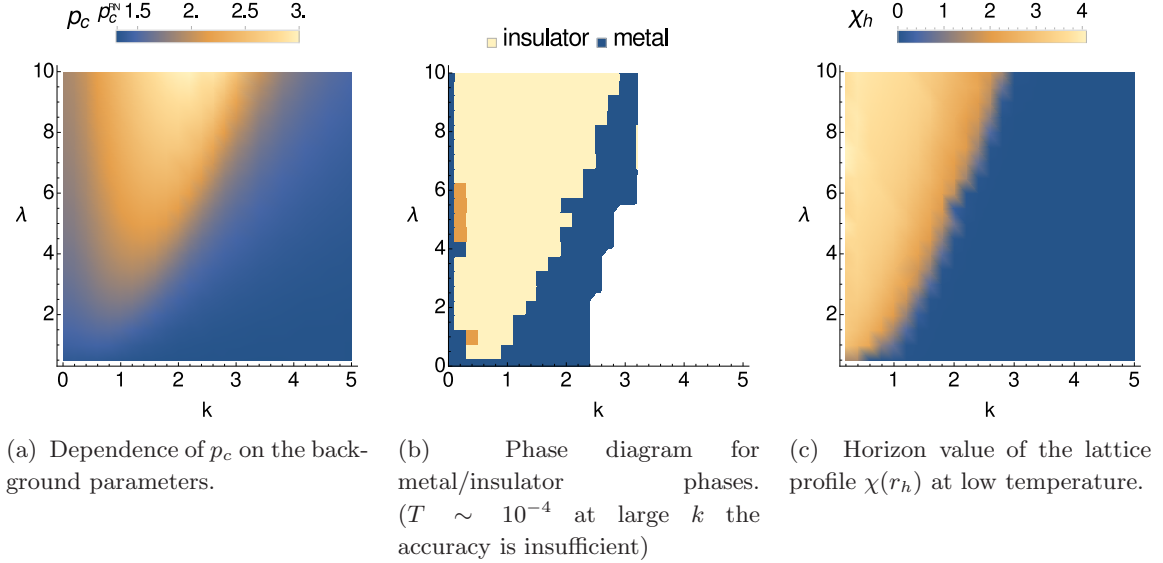 p_c p_c^RN 1.5 2. 2.5 3.
10
8
6
λ
4
2
0 1 2 3 4 5
k
insulator metal
10
8
6
λ
4
2
0
0 1 2 3 4 5
k
χ_h 0 1 2 3 4
10
8
6
λ
4
2
0 1 2 3 4 5
k
(a) Dependence of p_c on the back-
ground parameters.
(b) Phase diagram for
metal/insulator phases.
(T ∼ 10^−4 at large k the
accuracy is insufficient)
(c) Horizon value of the lattice
profile χ(r_h) at low temperature.